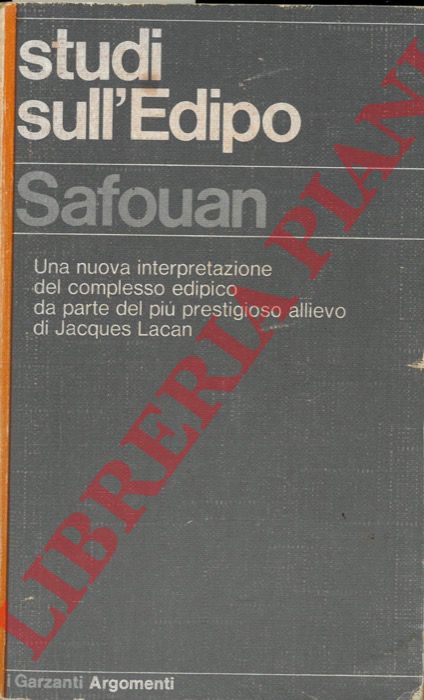 studi
sull'Edipo
Safouan
Una nuova interpretazione
del complesso edipico
da parte del più prestigioso allievo
di Jacques Lacan
i Garzanti Argomenti
LIBRERIA PIANI